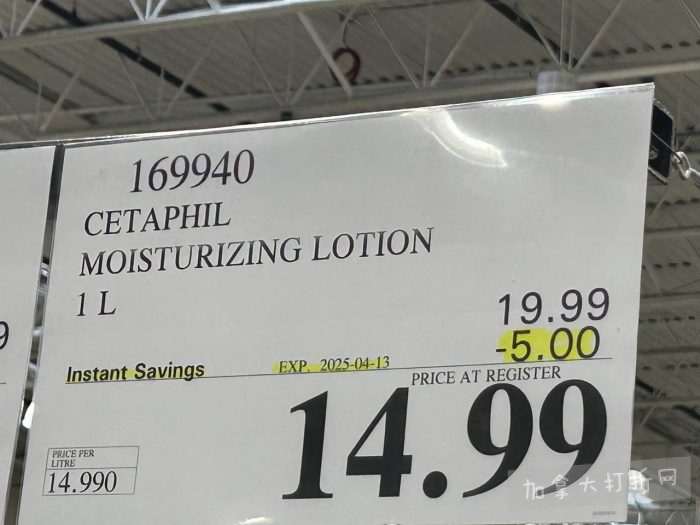 169940
CETAPHIL
MOISTURIZING LOTION
1 L
19.99
-5.00
Instant Savings EXP. 2025-04-13
PRICE AT REGISTER
14.99
PRICE PER
LITRE
14.990
9
加拿大打折网